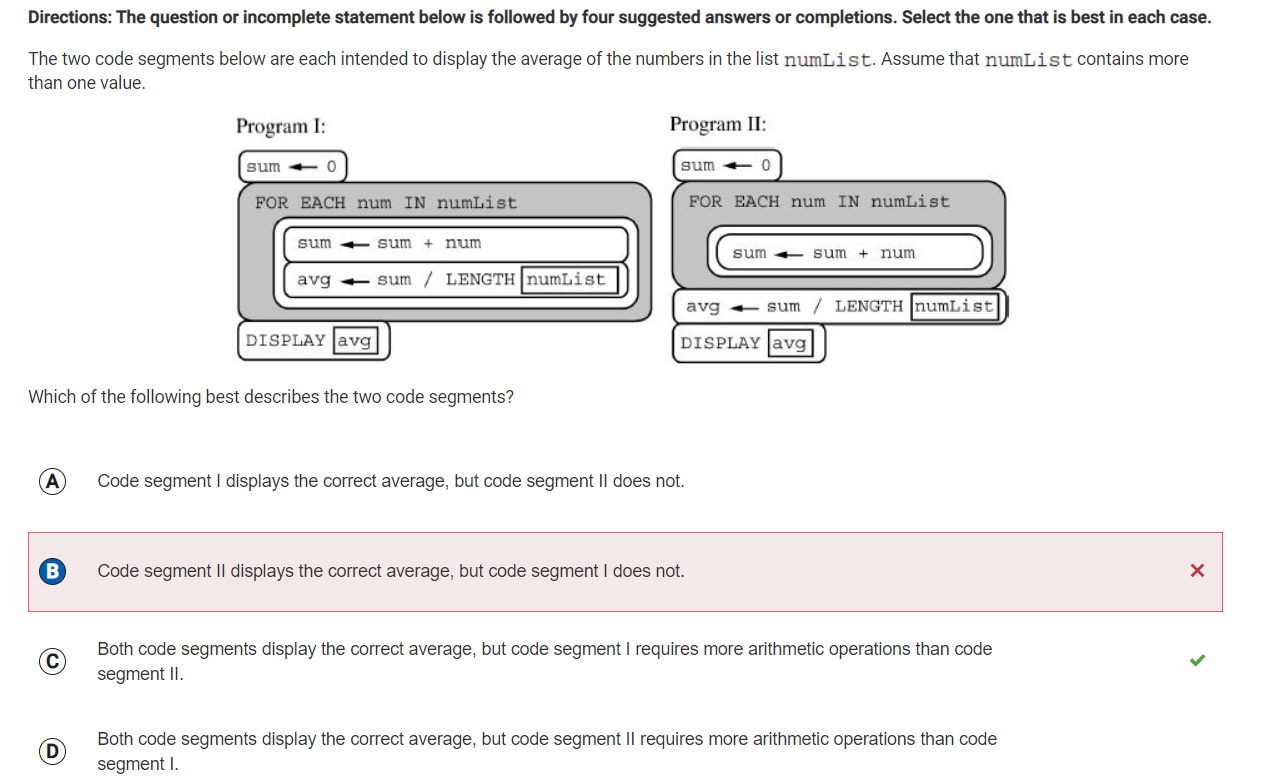 Directions: The question or incomplete statement below is followed by four suggested answers or completions. Select the one that is best in each case.
The two code segments below are each intended to display the average of the numbers in the list numList. Assume that numList contains more
than one value.
Program I:
sum ← 0
FOR EACH num IN numList
sum ← sum + num
avg ← sum / LENGTH numList
DISPLAY avg
Program II:
sum ← 0
FOR EACH num IN numList
sum ← sum + num
avg ← sum / LENGTH numList
DISPLAY avg
Which of the following best describes the two code segments?
A Code segment I displays the correct average, but code segment II does not.
B Code segment II displays the correct average, but code segment I does not.
C Both code segments display the correct average, but code segment I requires more arithmetic operations than code
segment II.
D Both code segments display the correct average, but code segment II requires more arithmetic operations than code
segment I.